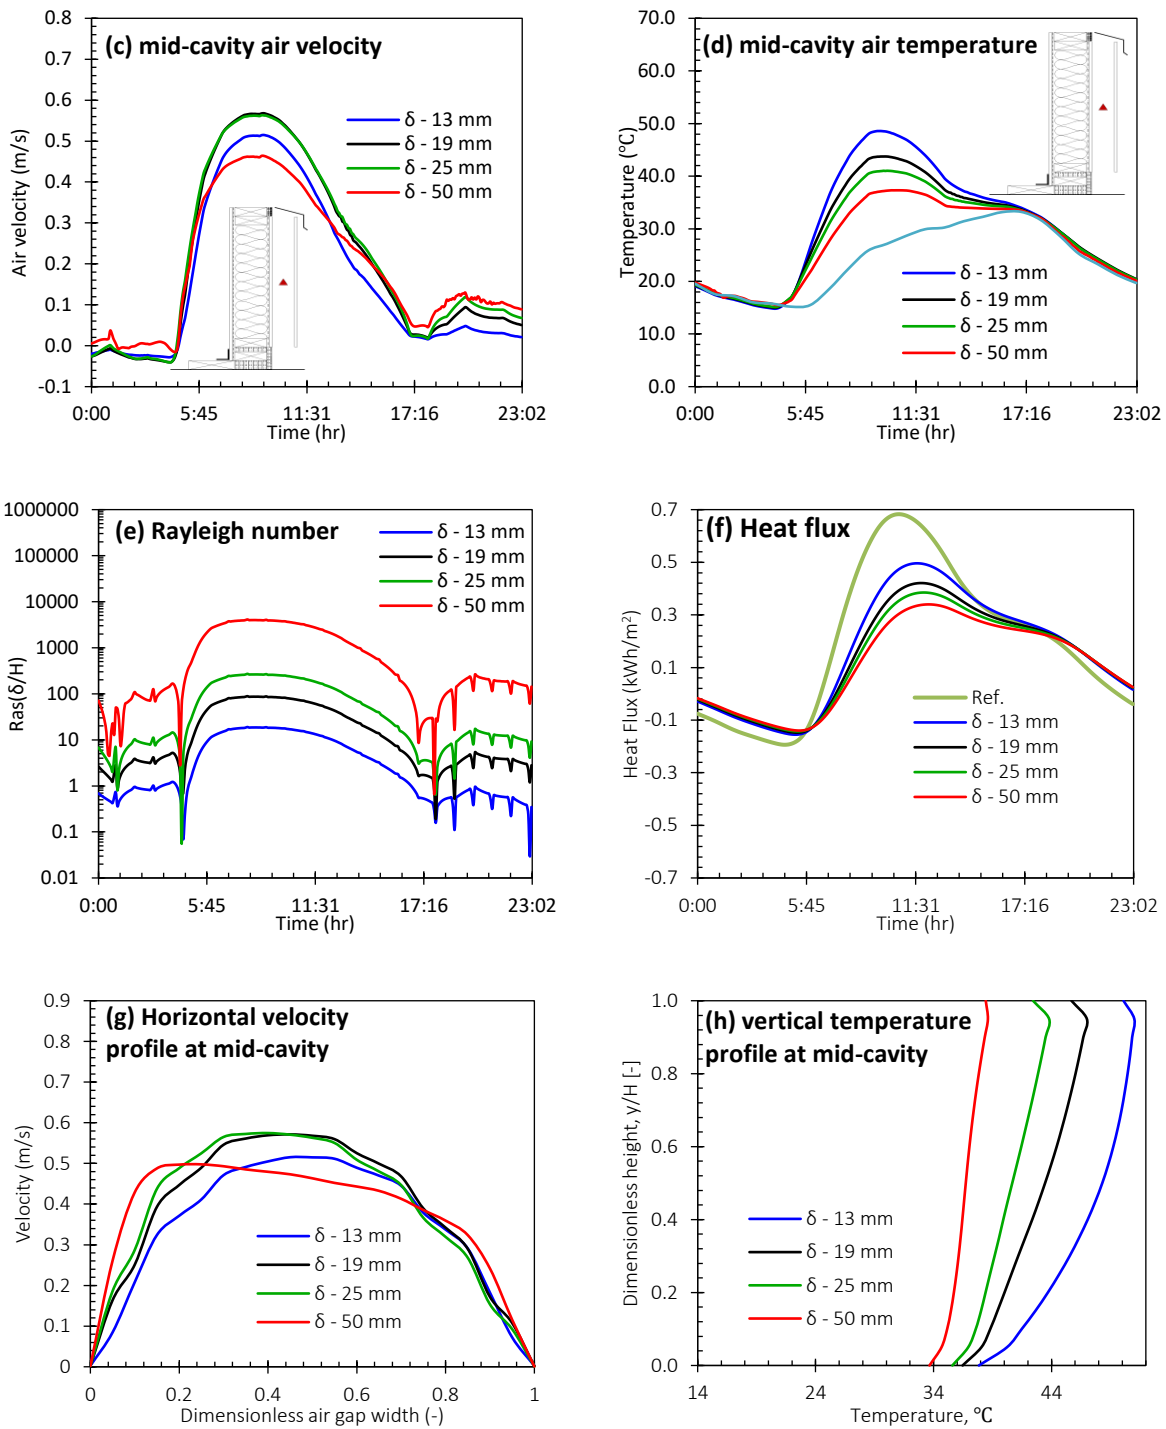 (c) mid-cavity air velocity
0.8
0.7
0.6
0.5
0.4
0.3
0.2
0.1
0.0
-0.1
Air velocity (m/s)
δ - 13 mm
δ - 19 mm
δ - 25 mm
δ - 50 mm
0:00 5:45 11:31 17:16 23:02
Time (hr)
(d) mid-cavity air temperature
70.0
60.0
50.0
40.0
30.0
20.0
10.0
0.0
Temperature (°C)
δ - 13 mm
δ - 19 mm
δ - 25 mm
δ - 50 mm
0:00 5:45 11:31 17:16 23:02
Time (hr)
(e) Rayleigh number
1000000
100000
10000
1000
100
10
1
0.1
0.01
Ras(δ/H)
δ - 13 mm
δ - 19 mm
δ - 25 mm
δ - 50 mm
0:00 5:45 11:31 17:16 23:02
Time (hr)
(f) Heat flux
0.7
0.5
0.3
0.1
-0.1
-0.3
-0.5
-0.7
Heat Flux (kWh/m²)
Ref.
δ - 13 mm
δ - 19 mm
δ - 25 mm
δ - 50 mm
0:00 5:45 11:31 17:16 23:02
Time (hr)
(g) Horizontal velocity
profile at mid-cavity
0.9
0.8
0.7
0.6
0.5
0.4
0.3
0.2
0.1
0
Velocity (m/s)
δ - 13 mm
δ - 19 mm
δ - 25 mm
δ - 50 mm
0 0.2 0.4 0.6 0.8 1
Dimensionless air gap width (-)
(h) vertical temperature
profile at mid-cavity
1.0
0.8
0.6
0.4
0.2
0.0
Dimensionless height, y/H [-]
δ - 13 mm
δ - 19 mm
δ - 25 mm
δ - 50 mm
14 24 34 44
Temperature, ℃